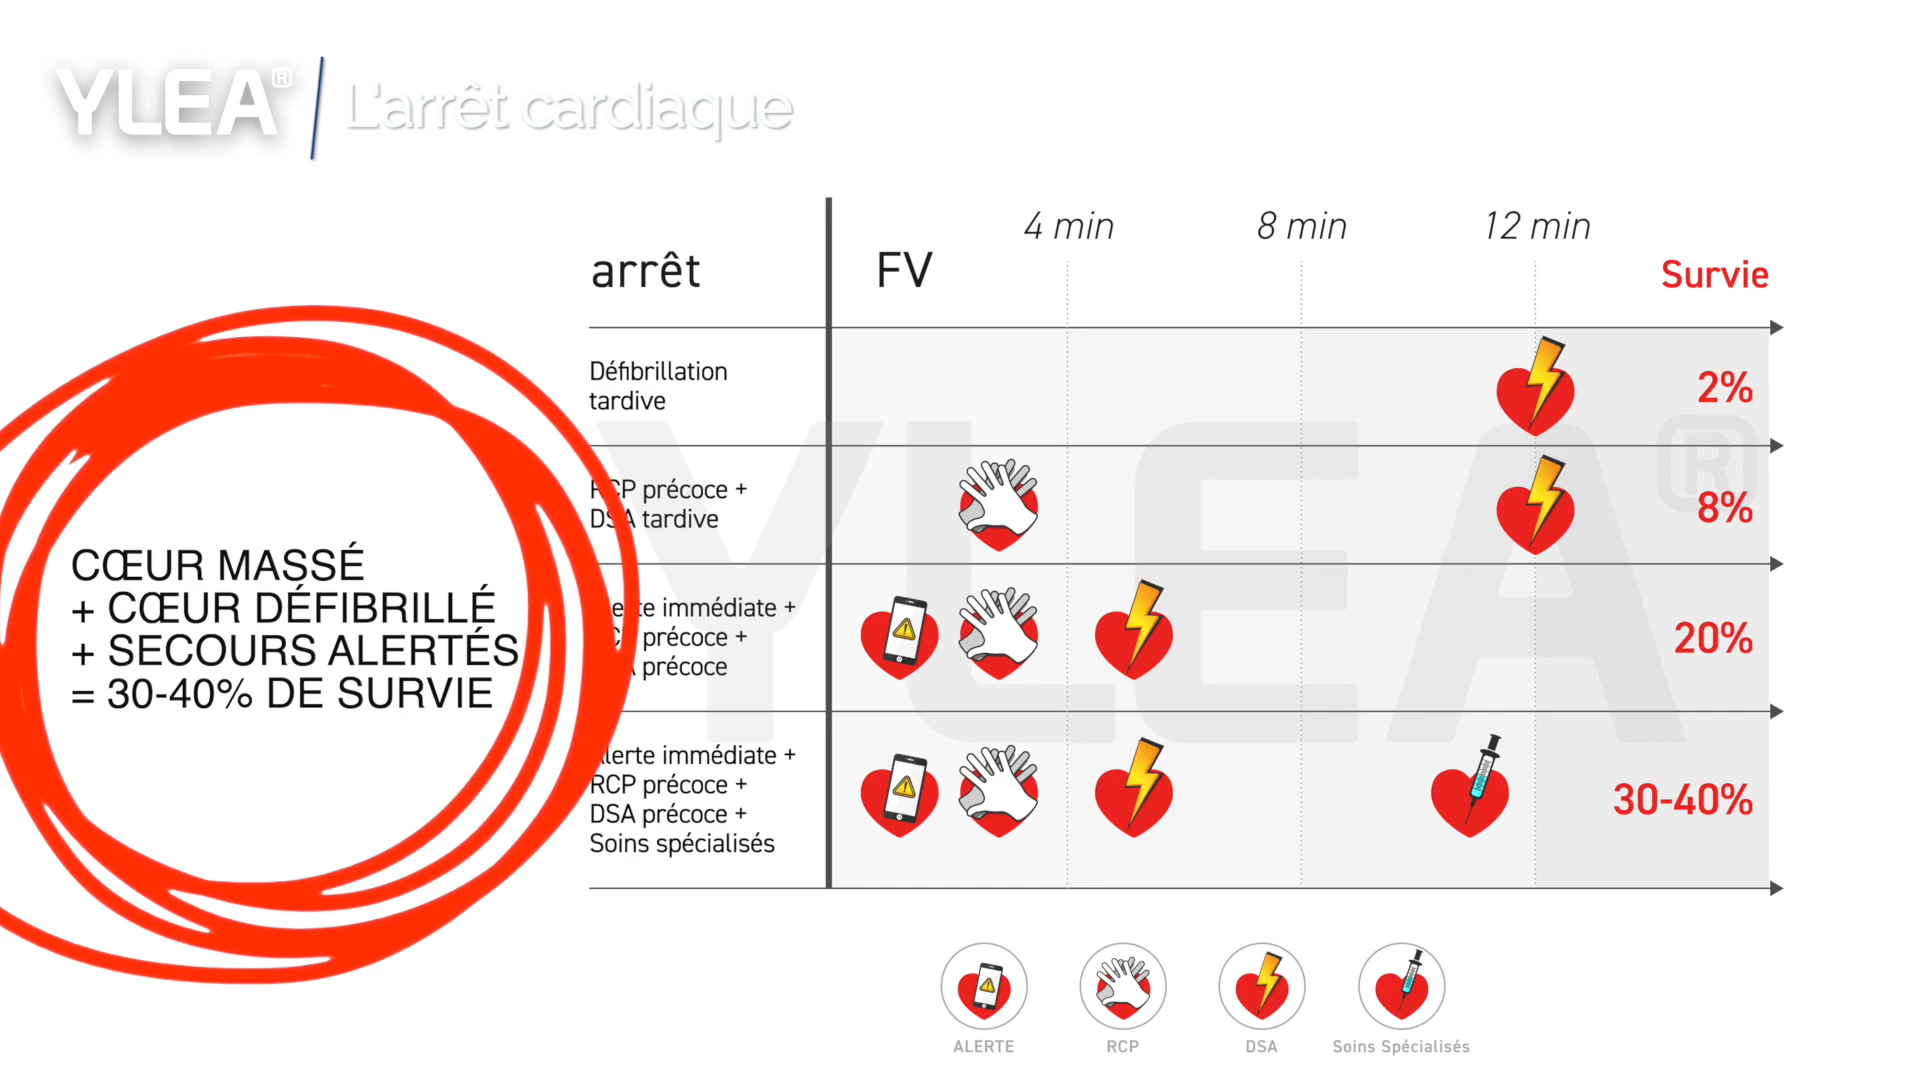 YLEA®
L'arrêt cardiaque
4 min
8 min
12 min
arrêt
FV
Survie
Défibrillation
tardive
2%
précoce +
tardive
8%
immédiate +
précoce +
précoce
20%
immédiate +
RCP précoce +
DSA précoce +
Soins spécialisés
30-40%
CŒUR MASSÉ
+ CŒUR DÉFIBRILLÉ
+ SECOURS ALERTÉS
= 30-40% DE SURVIE
YLEA®
ALERTE
RCP
DSA
Soins Spécialisés